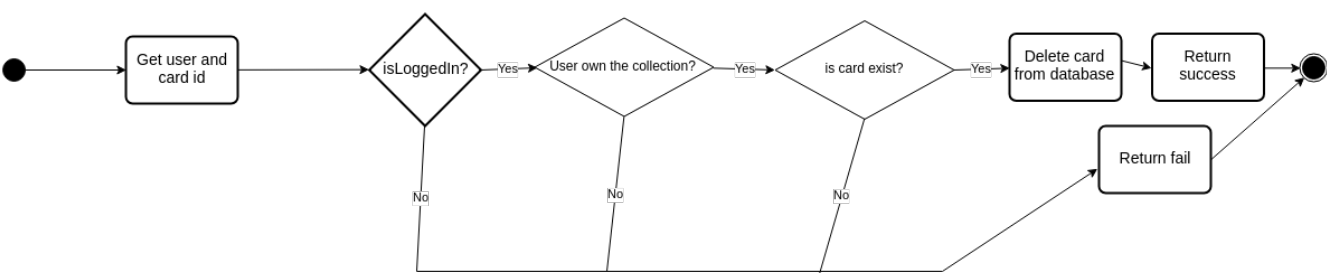 Get user and
card id
isLoggedIn?
Yes
User own the collection?
Yes
is card exist?
Yes
Delete card
from database
Return
success
Return fail
No
No
No